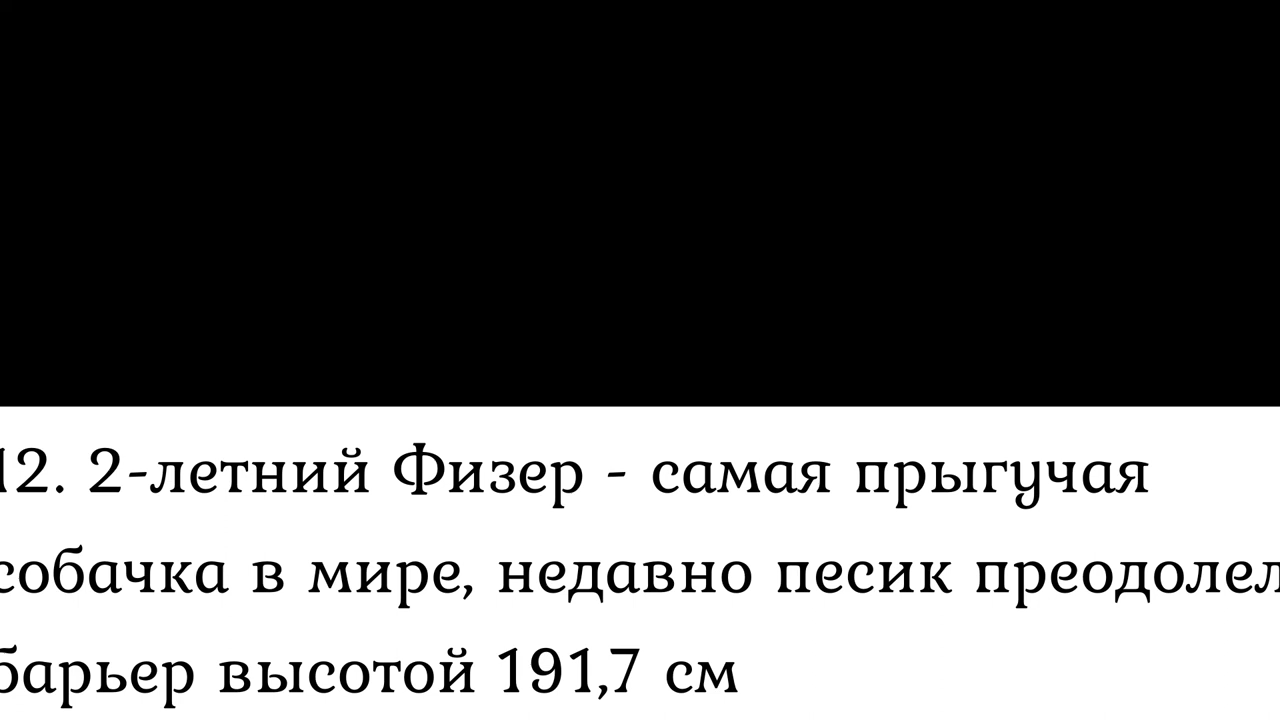 12. 2-летний Физер - самая прыгучая
собачка в мире, недавно песик преодолел
барьер высотой 191,7 см